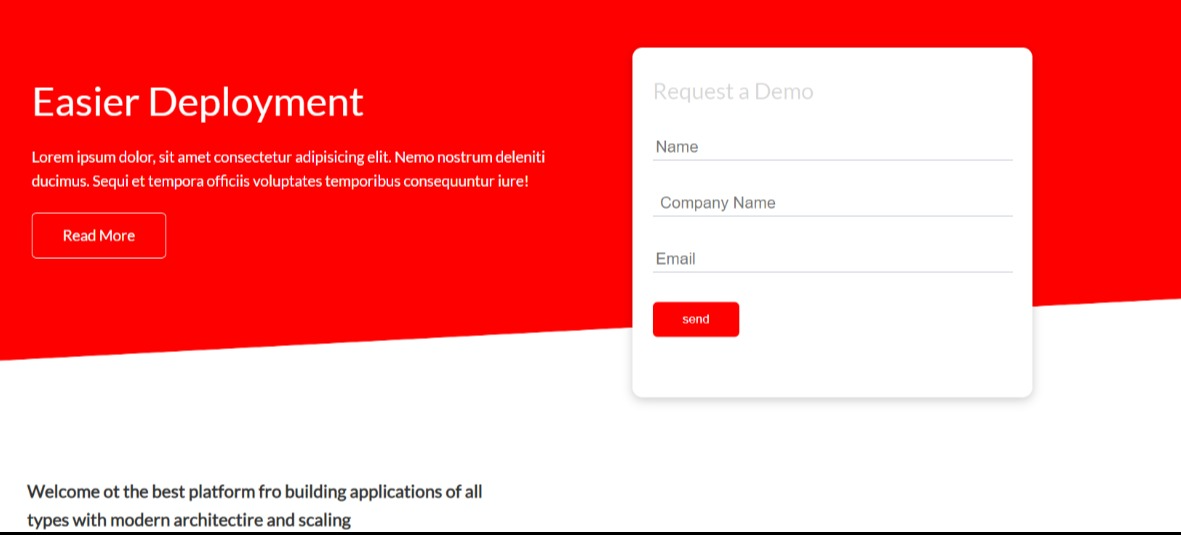 Easier Deployment
Lorem ipsum dolor, sit amet consectetur adipisicing elit. Nemo nostrum deleniti
ducimus. Sequi et tempora officiis voluptates temporibus consequuntur iure!
Read More
Request a Demo
Name
Company Name
Email
send
Welcome ot the best platform fro building applications of all
types with modern architectire and scaling